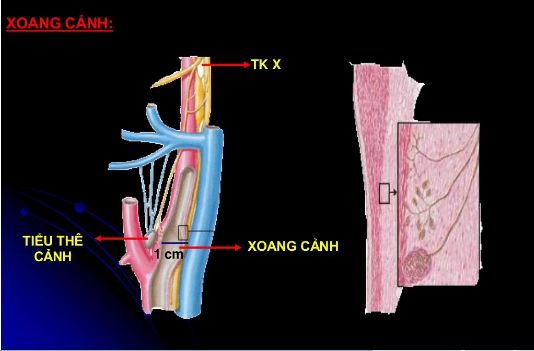 XOANG CẢNH:
TK X
TIỂU THỂ
CẢNH
1 cm
XOANG CẢNH